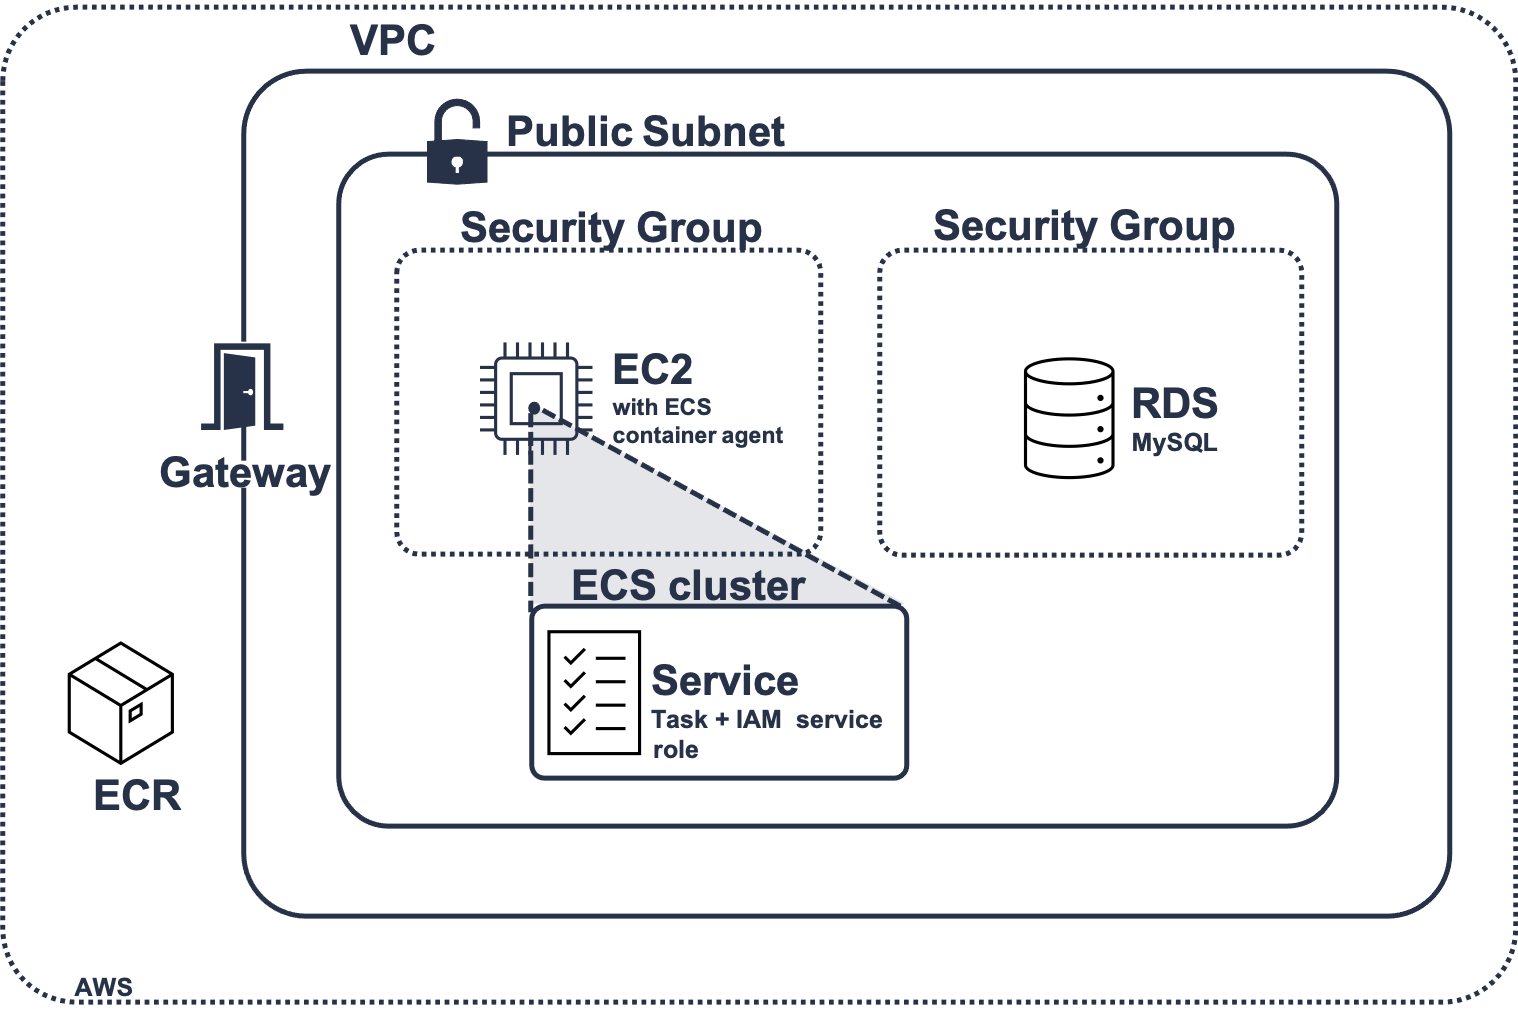 VPC
Public Subnet
Security Group
Security Group
EC2
with ECS
container agent
RDS
MySQL
Gateway
ECS cluster
Service
Task + IAM service
role
ECR
AWS